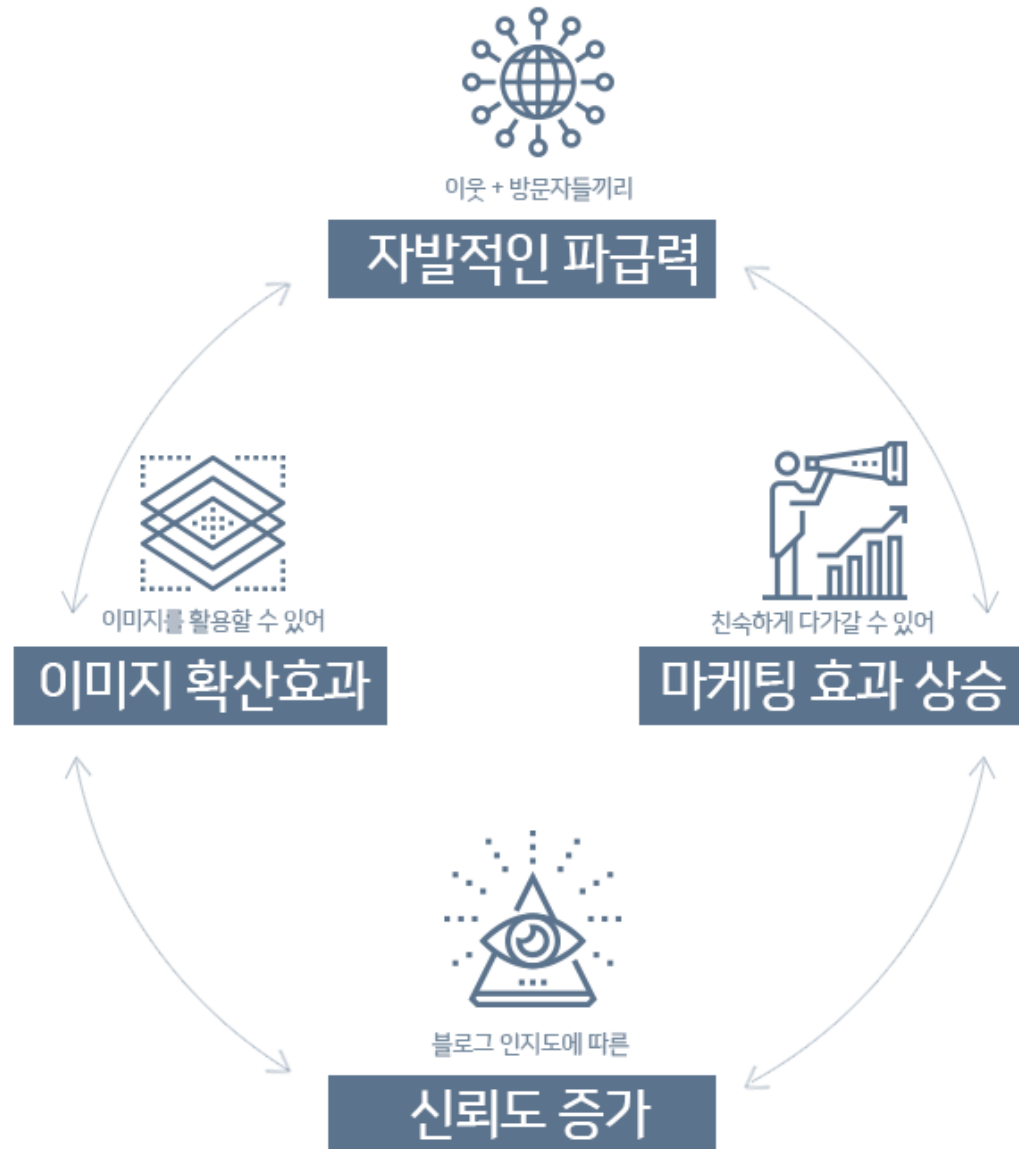 이웃 + 방문자들끼리
자발적인 파급력
이미지를 활용할 수 있어
이미지 확산효과
친숙하게 다가갈 수 있어
마케팅 효과 상승
블로그 인지도에 따른
신뢰도 증가